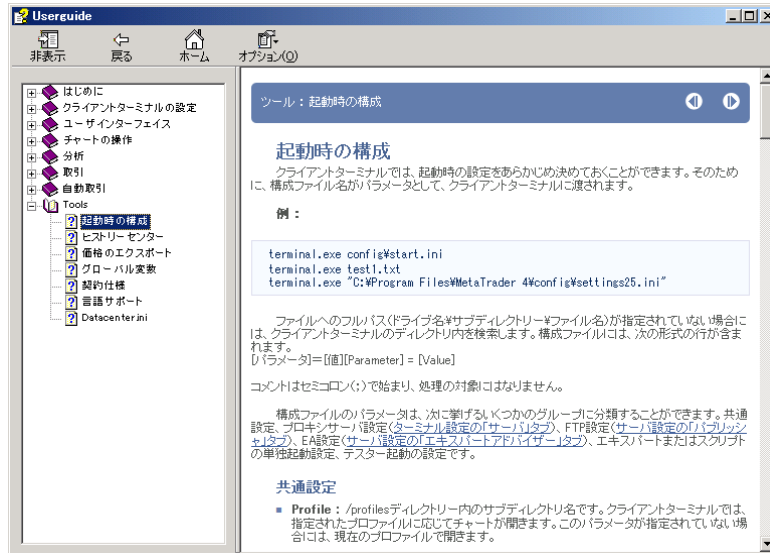 Userguide
非表示
戻る
ホーム
オプション(O)
はじめに
クライアントターミナルの設定
ユーザインターフェイス
チャートの操作
分析
取引
自動取引
Tools
起動時の構成
ヒストリーセンター
価格のエクスポート
グローバル変数
契約仕様
言語サポート
Datacenter.ini
ツール：起動時の構成
起動時の構成
クライアントターミナルでは、起動時の設定をあらかじめ決めておくことができます。そのため
に、構成ファイル名がパラメータとして、クライアントターミナルに渡されます。
例：
terminal.exe config¥start.ini
terminal.exe test1.txt
terminal.exe "C:¥Program Files¥MetaTrader 4¥config¥settings25.ini"
ファイルへのフルパス(ドライブ名¥サブディレクトリー¥ファイル名)が指定されていない場合に
は、クライアントターミナルのディレクトリ内を検索します。構成ファイルには、次の形式の行が含ま
れます。
[パラメータ]=[値][Parameter] = [Value]
コメントはセミコロン(;)で始まり、処理の対象にはなりません。
構成ファイルのパラメータは、次に挙げるいくつかのグループに分類することができます。共通
設定、プロキシサーバ設定(ターミナル設定の「サーバ」タブ)、FTP設定(サーバ設定の「パブリッシ
ャ」タブ)、EA設定(サーバ設定の「エキスパートアドバイザー」タブ)、エキスパートまたはスクリプト
の単独起動設定、テスター起動の設定です。
共通設定
Profile：/profilesディレクトリー内のサブディレクトリ名です。クライアントターミナルでは、
指定されたプロファイルに応じてチャートが開きます。このパラメータが指定されていない場
合には、現在のプロファイルで開きます。